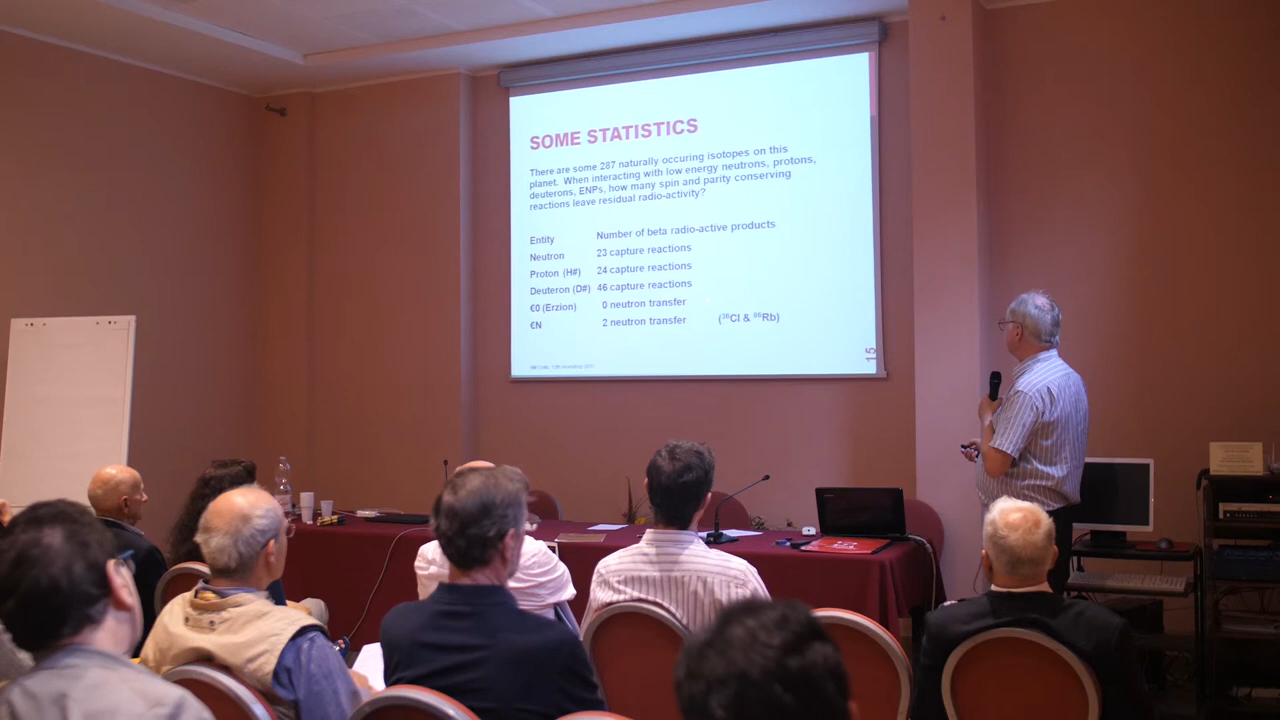 SOME STATISTICS
There are some 287 naturally occuring isotopes on this
planet. When interacting with low energy neutrons, protons,
deuterons, ENPs, how many spin and parity conserving
reactions leave residual radio-activity?
Entity Number of beta radio-active products
Neutron 23 capture reactions
Proton (H#) 24 capture reactions
Deuteron (D#) 46 capture reactions
€0 (Erzion) 0 neutron transfer
€N 2 neutron transfer (³⁶Cl & ⁸⁶Rb)
15